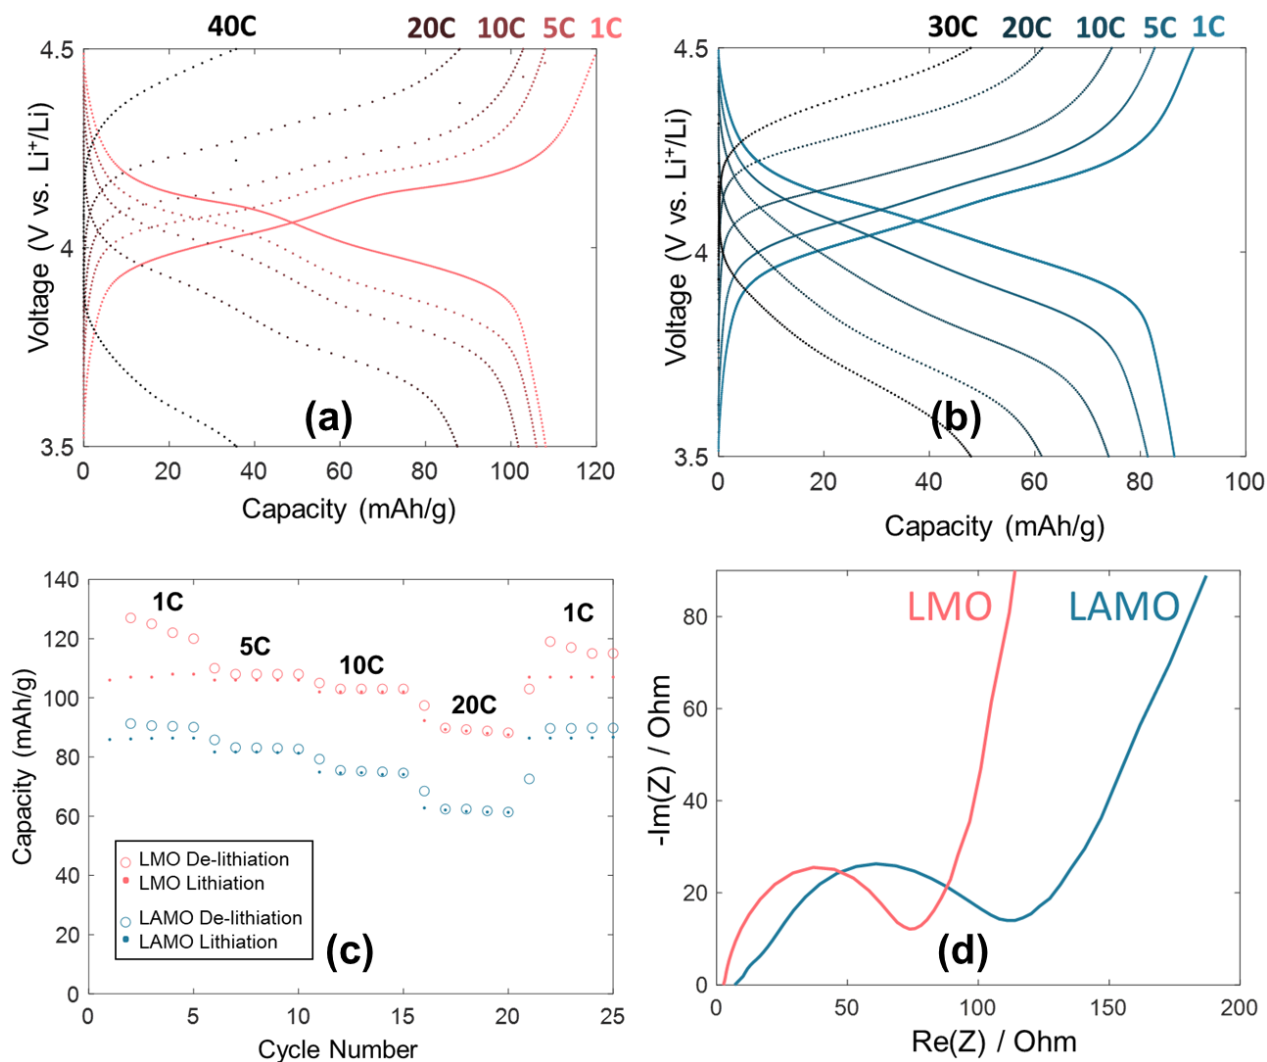 40C 20C 10C 5C 1C
4.5
4
3.5
Voltage (V vs. Li⁺/Li)
(a)
0 20 40 60 80 100 120
Capacity (mAh/g)
30C 20C 10C 5C 1C
4.5
4
3.5
Voltage (V vs. Li⁺/Li)
(b)
0 20 40 60 80 100
Capacity (mAh/g)
140
120
100
80
60
40
20
0
Capacity (mAh/g)
1C
5C
10C
20C
1C
LMO De-lithiation
LMO Lithiation
LAMO De-lithiation
LAMO Lithiation
(c)
0 5 10 15 20 25
Cycle Number
80
60
40
20
0
-Im(Z) / Ohm
LMO LAMO
(d)
0 50 100 150 200
Re(Z) / Ohm